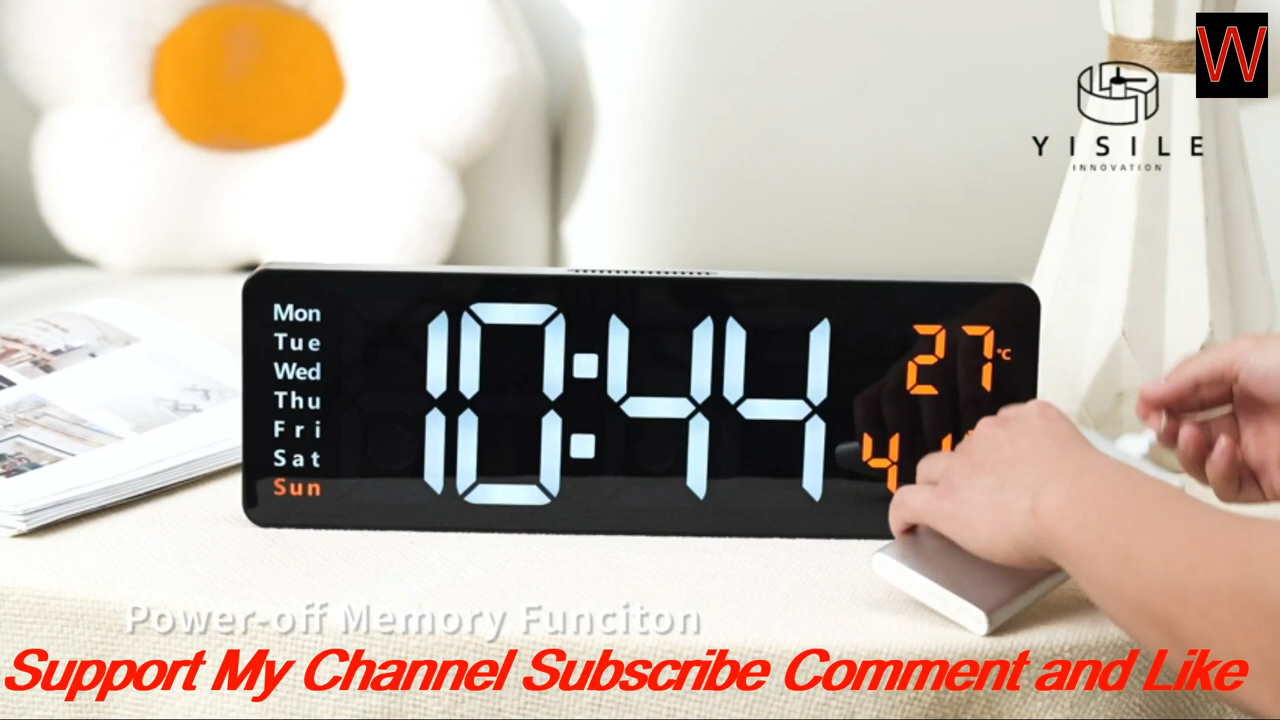 W
YISILE
INNOVATION
Mon
Tue
Wed
Thu
Fri
Sat
Sun
10:44
27°C
Power-off Memory Funciton
Support My Channel Subscribe Comment and Like